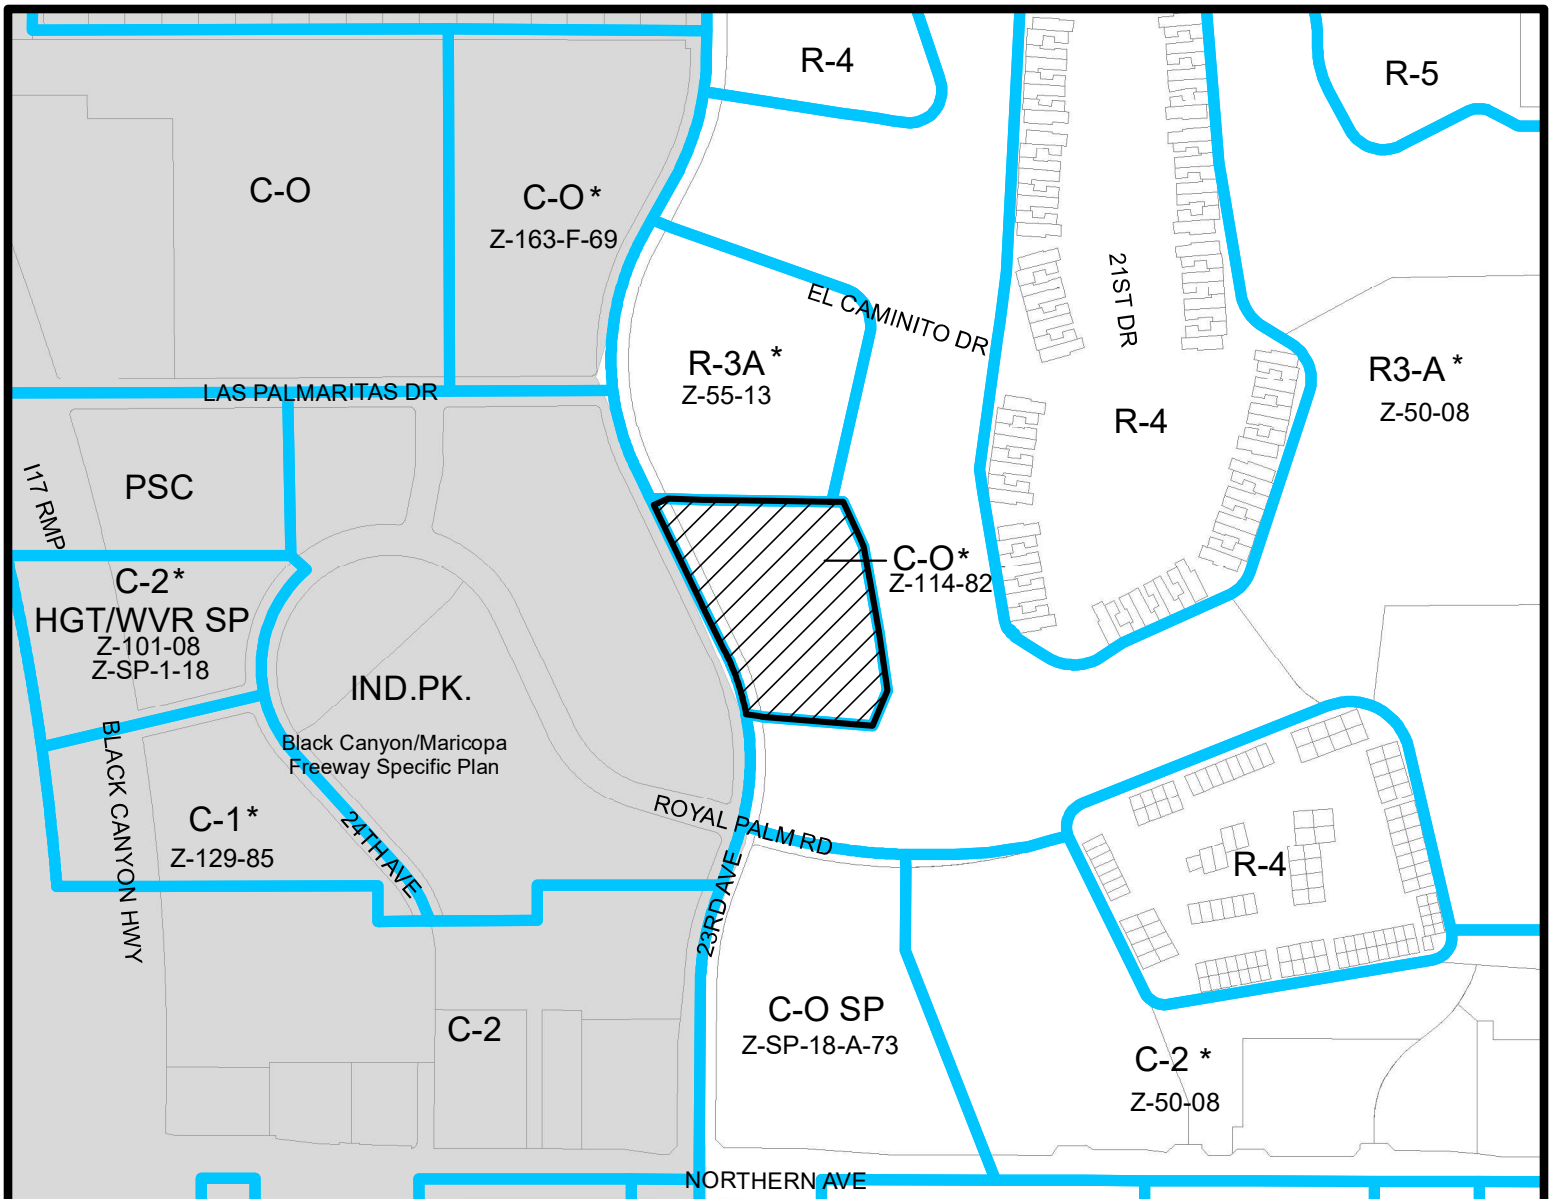 R-4
R-5
C-O
C-O *
Z-163-F-69
21ST DR
EL CAMINITO DR
R-3A *
Z-55-13
R3-A *
Z-50-08
LAS PALMARITAS DR
R-4
PSC
I17 RMP
C-O *
Z-114-82
C-2 *
HGT/WVR SP
Z-101-08
Z-SP-1-18
IND.PK.
Black Canyon/Maricopa
Freeway Specific Plan
BLACK CANYON HWY
C-1 *
Z-129-85
24TH AVE
ROYAL PALM RD
23RD AVE
R-4
C-2
C-O SP
Z-SP-18-A-73
C-2 *
Z-50-08
NORTHERN AVE